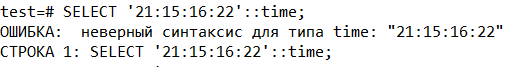 test=# SELECT '21:15:16:22'::time;
ОШИБКА:  неверный синтаксис для типа time: "21:15:16:22"
СТРОКА 1: SELECT '21:15:16:22'::time;